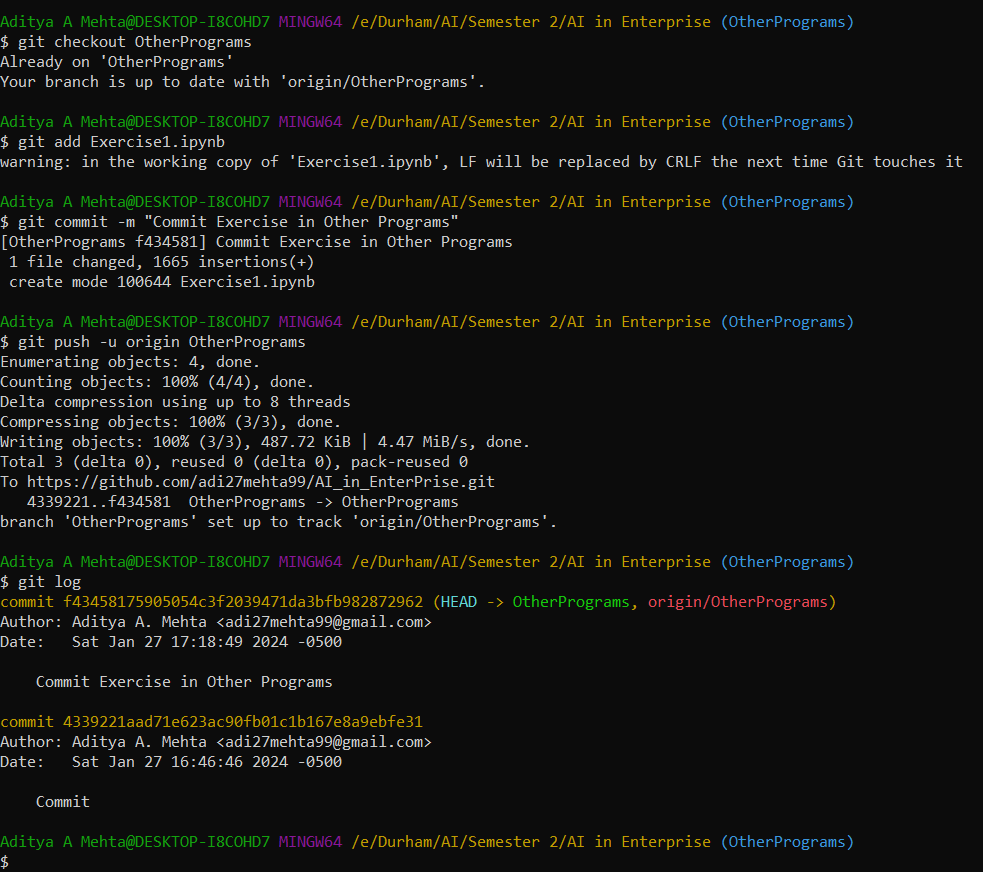 Aditya A Mehta@DESKTOP-I8COHD7 MINGW64 /e/Durham/AI/Semester 2/AI in Enterprise (OtherPrograms)
$ git checkout OtherPrograms
Already on 'OtherPrograms'
Your branch is up to date with 'origin/OtherPrograms'.

Aditya A Mehta@DESKTOP-I8COHD7 MINGW64 /e/Durham/AI/Semester 2/AI in Enterprise (OtherPrograms)
$ git add Exercise1.ipynb
warning: in the working copy of 'Exercise1.ipynb', LF will be replaced by CRLF the next time Git touches it

Aditya A Mehta@DESKTOP-I8COHD7 MINGW64 /e/Durham/AI/Semester 2/AI in Enterprise (OtherPrograms)
$ git commit -m "Commit Exercise in Other Programs"
[OtherPrograms f434581] Commit Exercise in Other Programs
 1 file changed, 1665 insertions(+)
 create mode 100644 Exercise1.ipynb

Aditya A Mehta@DESKTOP-I8COHD7 MINGW64 /e/Durham/AI/Semester 2/AI in Enterprise (OtherPrograms)
$ git push -u origin OtherPrograms
Enumerating objects: 4, done.
Counting objects: 100% (4/4), done.
Delta compression using up to 8 threads
Compressing objects: 100% (3/3), done.
Writing objects: 100% (3/3), 487.72 KiB | 4.47 MiB/s, done.
Total 3 (delta 0), reused 0 (delta 0), pack-reused 0
To https://github.com/adi27mehta99/AI_in_EnterPrise.git
   4339221..f434581  OtherPrograms -> OtherPrograms
branch 'OtherPrograms' set up to track 'origin/OtherPrograms'.

Aditya A Mehta@DESKTOP-I8COHD7 MINGW64 /e/Durham/AI/Semester 2/AI in Enterprise (OtherPrograms)
$ git log
commit f43458175905054c3f2039471da3bfb982872962 (HEAD -> OtherPrograms, origin/OtherPrograms)
Author: Aditya A. Mehta <adi27mehta99@gmail.com>
Date:   Sat Jan 27 17:18:49 2024 -0500

    Commit Exercise in Other Programs

commit 4339221aad71e623ac90fb01c1b167e8a9ebfe31
Author: Aditya A. Mehta <adi27mehta99@gmail.com>
Date:   Sat Jan 27 16:46:46 2024 -0500

    Commit

Aditya A Mehta@DESKTOP-I8COHD7 MINGW64 /e/Durham/AI/Semester 2/AI in Enterprise (OtherPrograms)
$